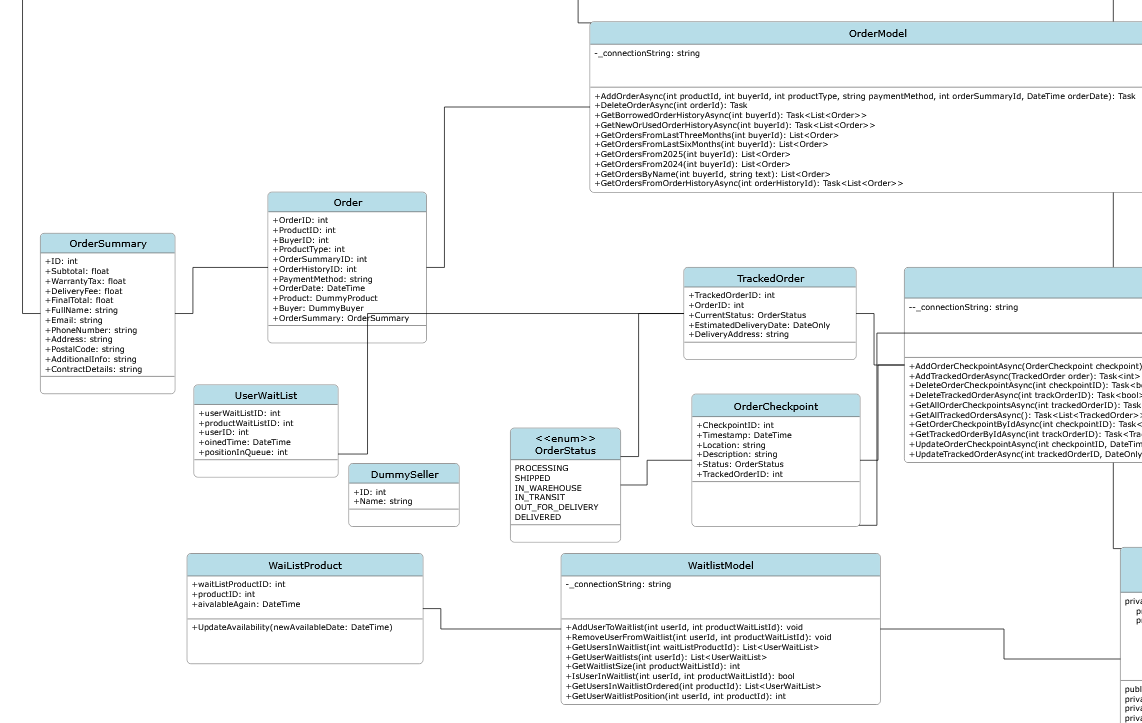 OrderModel
-_connectionString: string
+AddOrderAsync(int productId, int buyerId, int productType, string paymentMethod, int orderSummaryId, DateTime orderDate): Task
+DeleteOrderAsync(int orderId): Task
+GetBorrowedOrderHistoryAsync(int buyerId): Task<List<Order>>
+GetNewOrUsedOrderHistoryAsync(int buyerId): Task<List<Order>>
+GetOrdersFromLastThreeMonths(int buyerId): List<Order>
+GetOrdersFromLastSixMonths(int buyerId): List<Order>
+GetOrdersFrom2025(int buyerId): List<Order>
+GetOrdersFrom2024(int buyerId): List<Order>
+GetOrdersByName(int buyerId, string text): List<Order>
+GetOrdersFromOrderHistoryAsync(int orderHistoryId): Task<List<Order>>
Order
+OrderID: int
+ProductID: int
+BuyerID: int
+ProductType: int
+OrderSummaryID: int
+OrderHistoryID: int
+PaymentMethod: string
+OrderDate: DateTime
+Product: DummyProduct
+Buyer: DummyBuyer
+OrderSummary: OrderSummary
OrderSummary
+ID: int
+Subtotal: float
+WarrantyTax: float
+DeliveryFee: float
+FinalTotal: float
+FullName: string
+Email: string
+PhoneNumber: string
+Address: string
+PostalCode: string
+AdditionalInfo: string
+ContractDetails: string
TrackedOrder
+TrackedOrderID: int
+OrderID: int
+CurrentStatus: OrderStatus
+EstimatedDeliveryDate: DateOnly
+DeliveryAddress: string
--_connectionString: string
+AddOrderCheckpointAsync(OrderCheckpoint checkpoint)
+AddTrackedOrderAsync(TrackedOrder order): Task<int>
+DeleteOrderCheckpointAsync(int checkpointID): Task<b
+DeleteTrackedOrderAsync(int trackOrderID): Task<bool>
+GetAllOrderCheckpointsAsync(int trackedOrderID): Task
+GetAllTrackedOrdersAsync(): Task<List<TrackedOrder>>
+GetOrderCheckpointByIdAsync(int checkpointID): Task<
+GetTrackedOrderByIdAsync(int trackOrderID): Task<Trac
+UpdateOrderCheckpointAsync(int checkpointID, DateTim
+UpdateTrackedOrderAsync(int trackedOrderID, DateOnly
UserWaitList
+userWaitListID: int
+productWaitListID: int
+userID: int
+oinedTime: DateTime
+positionInQueue: int
OrderCheckpoint
+CheckpointID: int
+Timestamp: DateTime
+Location: string
+Description: string
+Status: OrderStatus
+TrackedOrderID: int
<<enum>>
OrderStatus
PROCESSING
SHIPPED
IN_WAREHOUSE
IN_TRANSIT
OUT_FOR_DELIVERY
DELIVERED
DummySeller
+ID: int
+Name: string
WaiListProduct
+waitListProductID: int
+productID: int
+aivalableAgain: DateTime
+UpdateAvailability(newAvailableDate: DateTime)
WaitlistModel
-_connectionString: string
+AddUserToWaitlist(int userId, int productWaitListId): void
+RemoveUserFromWaitlist(int userId, int productWaitListId): void
+GetUsersInWaitlist(int waitListProductId): List<UserWaitList>
+GetUserWaitlists(int userId): List<UserWaitList>
+GetWaitlistSize(int productWaitListId): int
+IsUserInWaitlist(int userId, int productWaitListId): bool
+GetUsersInWaitlistOrdered(int productId): List<UserWaitList>
+GetUserWaitlistPosition(int userId, int productId): int
priva
pr
pr
publ
priva
priva
priva